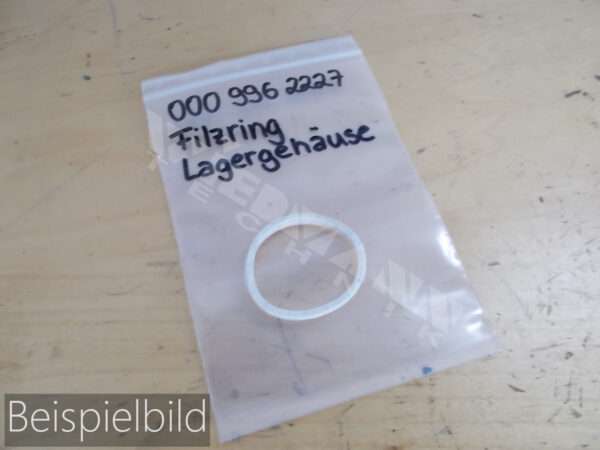 000 996 2227
Filzring
Lagergehäuse
Beispielbild